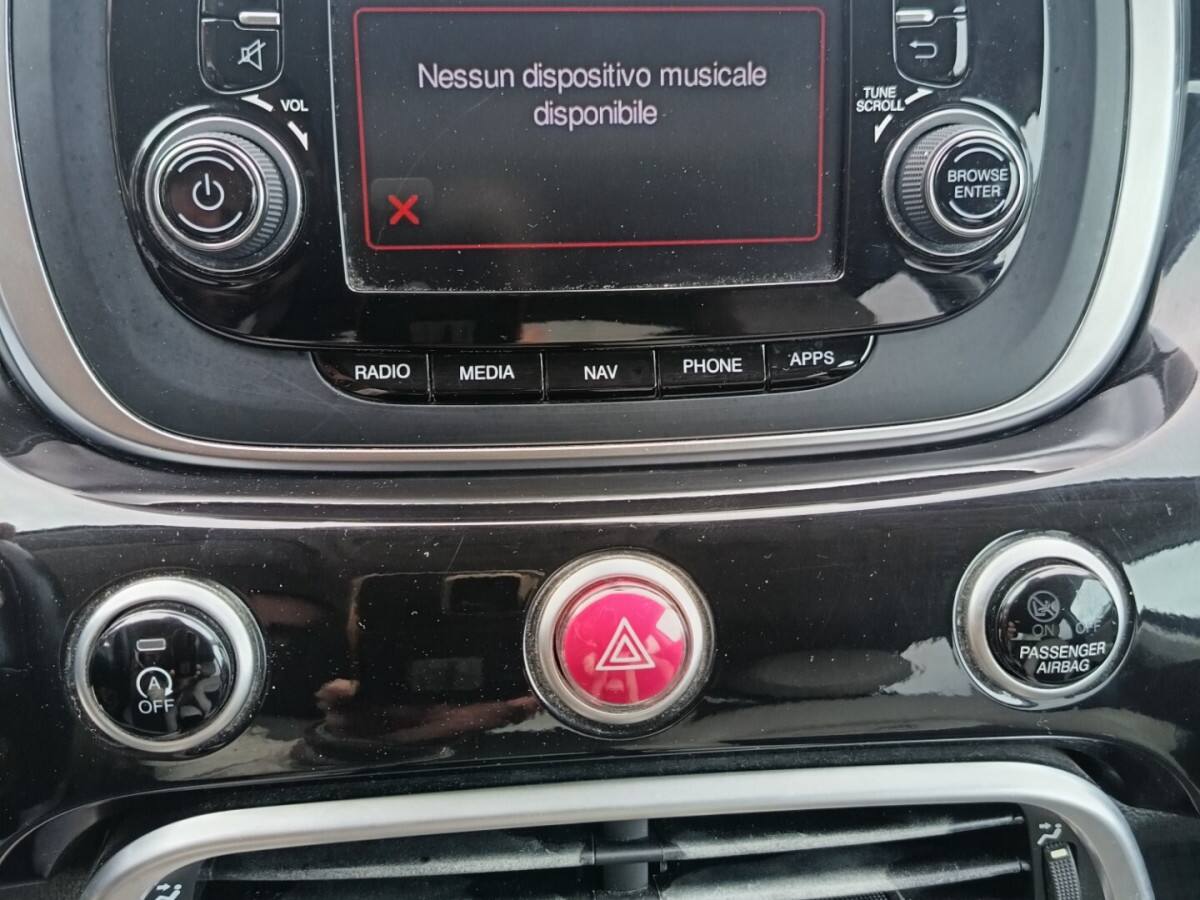 Nessun dispositivo musicale
disponibile
VOL
TUNE
SCROLL
BROWSE
ENTER
RADIO
MEDIA
NAV
PHONE
APPS
A
OFF
ON OFF
PASSENGER
AIRBAG